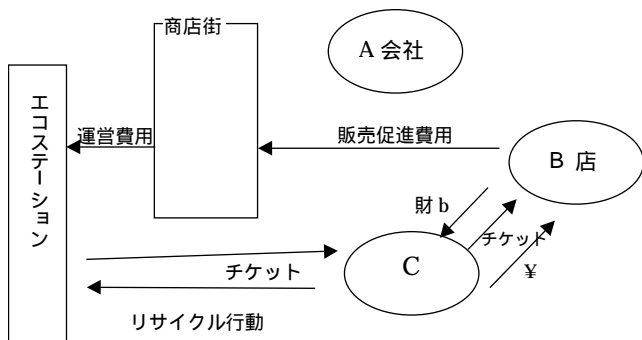 商店街
A 会社
エコステーション
運営費用
販売促進費用
B 店
財 b
チケット
¥
C
チケット
リサイクル行動